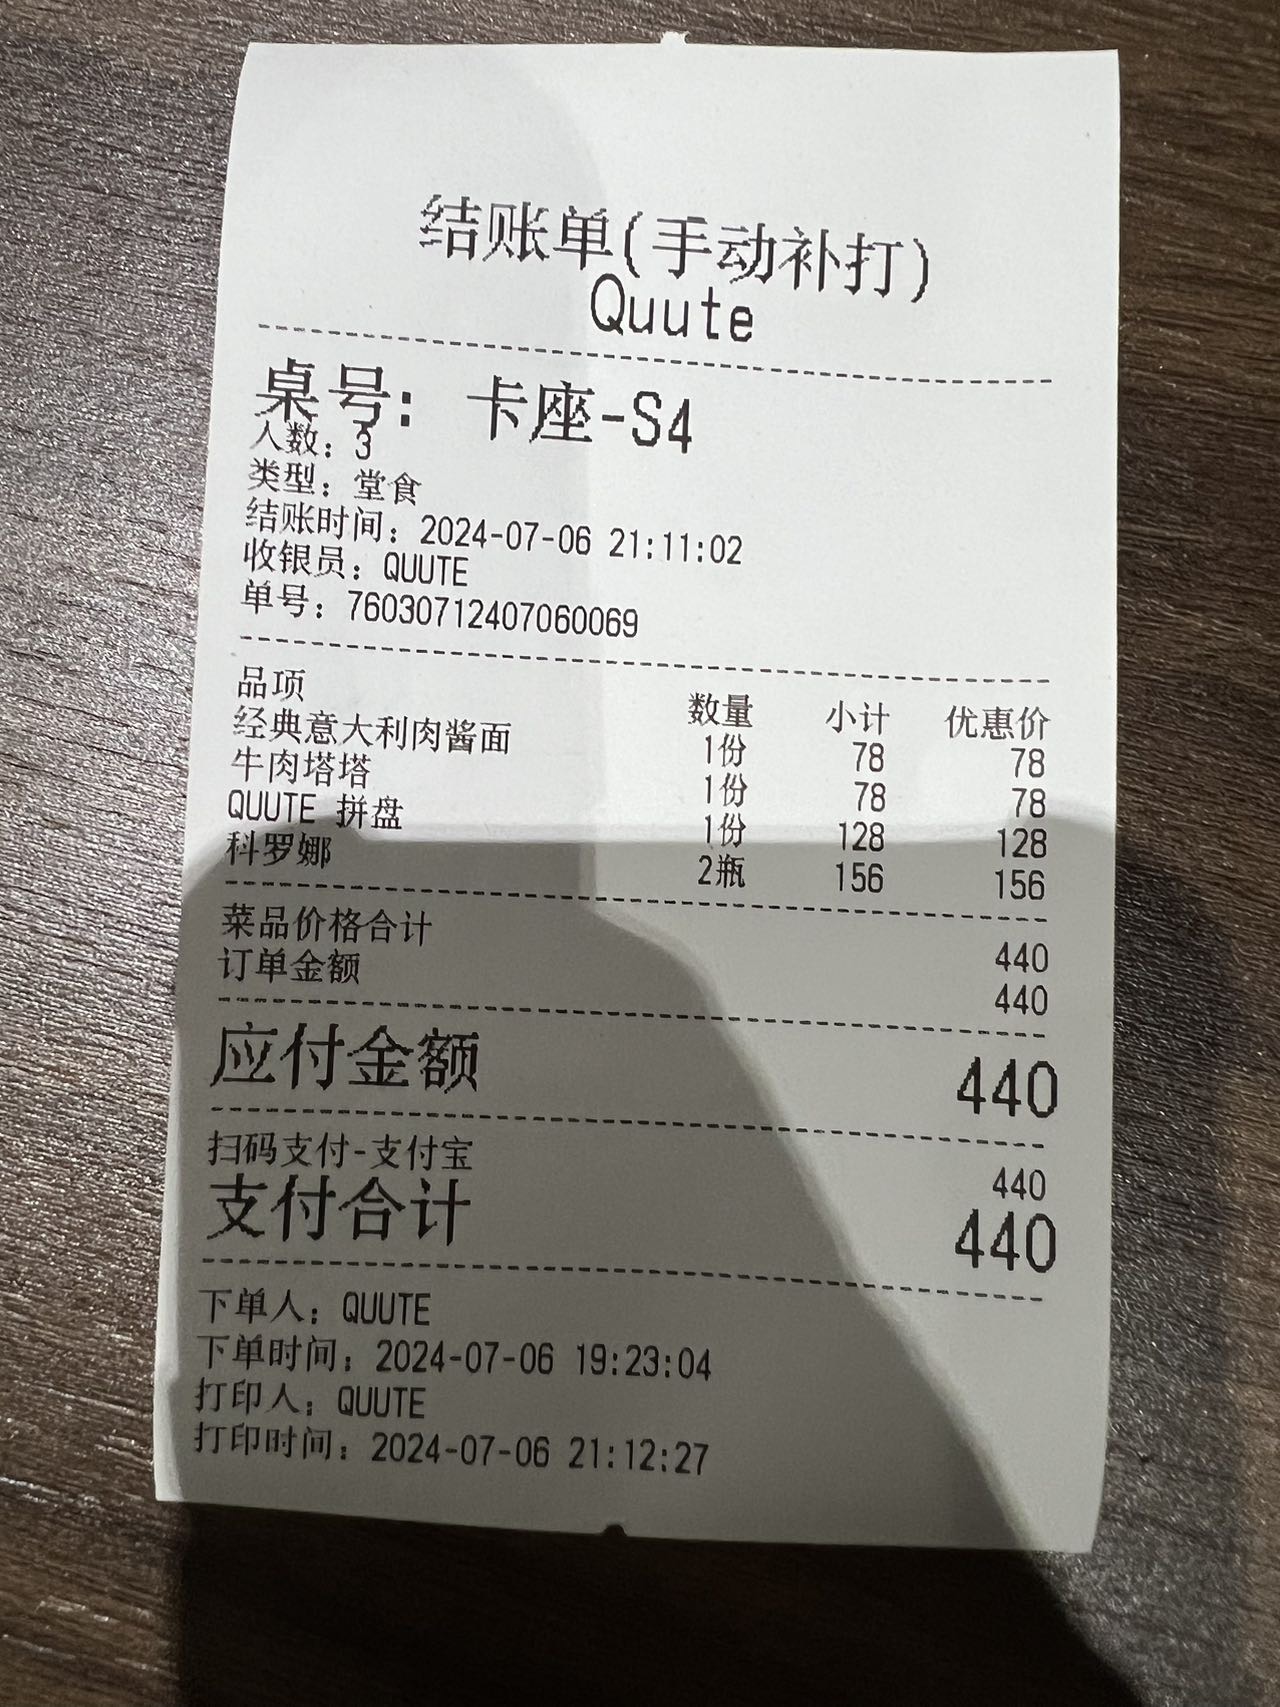 结账单(手动补打)
Quute
桌号: 卡座-S4
人数: 3
类型: 堂食
结账时间: 2024-07-06 21:11:02
收银员: QUUTE
单号: 76030712407060069
品项 数量 小计 优惠价
经典意大利肉酱面 1份 78 78
牛肉塔塔 1份 78 78
QUUTE 拼盘 1份 128 128
科罗娜 2瓶 156 156
菜品价格合计 440
订单金额 440
应付金额 440
扫码支付-支付宝 440
支付合计 440
下单人: QUUTE
下单时间: 2024-07-06 19:23:04
打印人: QUUTE
打印时间: 2024-07-06 21:12:27